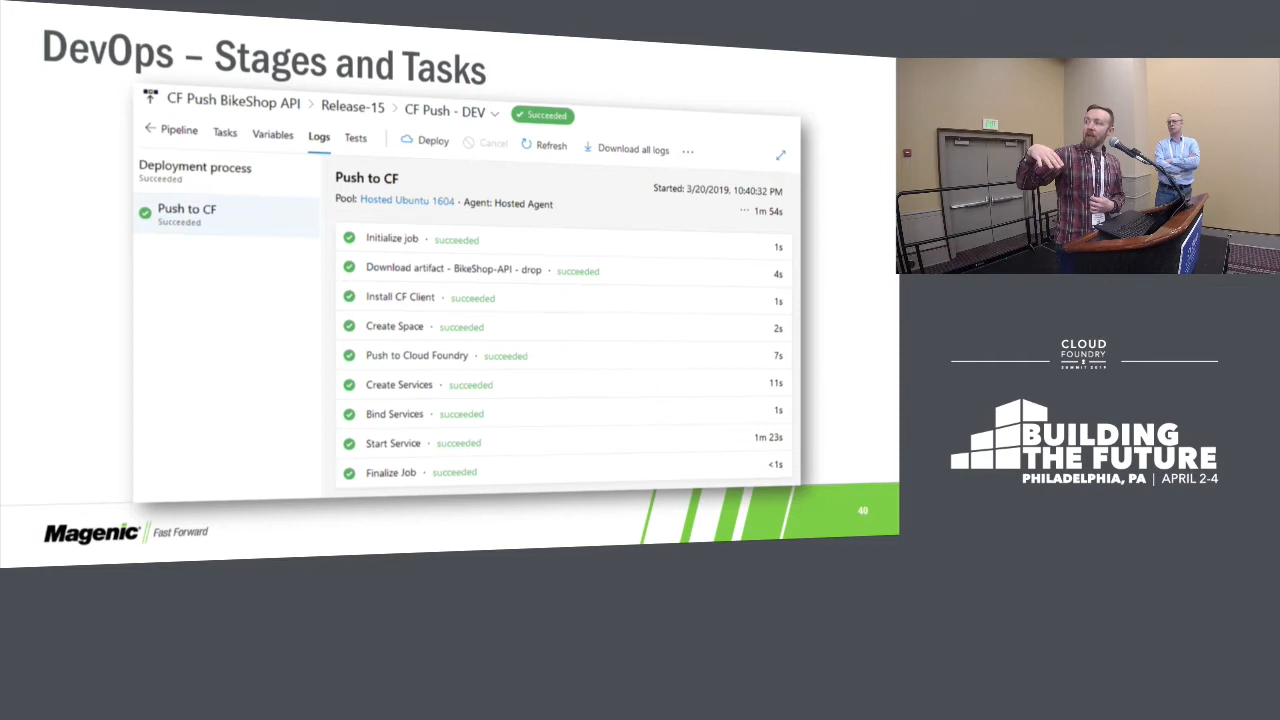 DevOps – Stages and Tasks
CF Push BikeShop API > Release-15 > CF Push - DEV Succeeded
Pipeline Tasks Variables Logs Tests Deploy Cancel Refresh Download all logs ...
Deployment process
Succeeded
Push to CF
Succeeded
Push to CF
Started: 3/20/2019, 10:40:32 PM
Pool: Hosted Ubuntu 1604 · Agent: Hosted Agent
... 1m 54s
Initialize job · succeeded 1s
Download artifact - BikeShop-API - drop · succeeded 4s
Install CF Client · succeeded 1s
Create Space · succeeded 2s
Push to Cloud Foundry · succeeded 7s
Create Services · succeeded 11s
Bind Services · succeeded 1s
Start Service · succeeded 1m 23s
Finalize Job · succeeded <1s
Magenic Fast Forward
40
EXIT
CLOUD
FOUNDRY
SUMMIT 2019
BUILDING
THE FUTURE
PHILADELPHIA, PA | APRIL 2-4